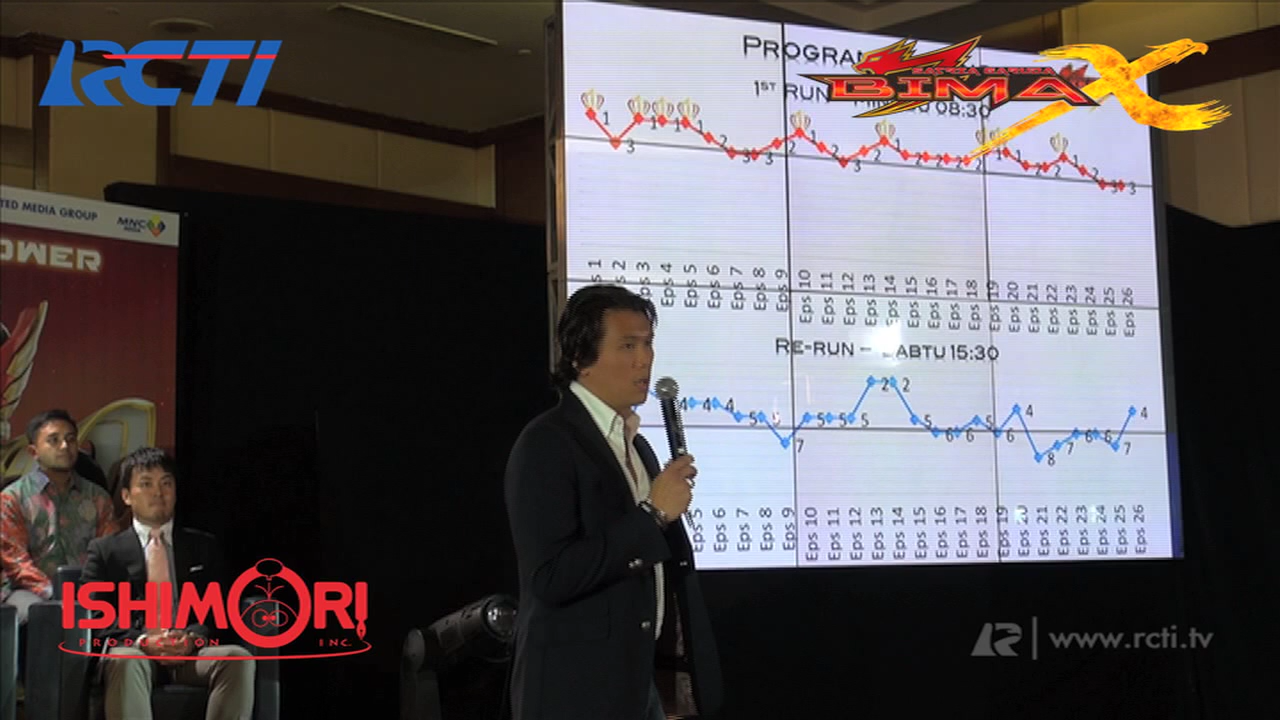 RCTI
PROGRAM
SATRIA GARUDA
BIMA X
1ST RUN – MINGGU 08:30
1 3 1 1 1 2 3 3 2 1 2 3 2 1 2 2 2 2 1 1 2 2 1 2 3 3
Eps 1 Eps 2 Eps 3 Eps 4 Eps 5 Eps 6 Eps 7 Eps 8 Eps 9 Eps 10 Eps 11 Eps 12 Eps 13 Eps 14 Eps 15 Eps 16 Eps 17 Eps 18 Eps 19 Eps 20 Eps 21 Eps 22 Eps 23 Eps 24 Eps 25 Eps 26
RE-RUN – SABTU 15:30
4 4 4 5 5 7 5 5 5 2 2 5 6 6 5 6 4 8 7 6 6 7 4
Eps 5 Eps 6 Eps 7 Eps 8 Eps 9 Eps 10 Eps 11 Eps 12 Eps 13 Eps 14 Eps 15 Eps 16 Eps 17 Eps 18 Eps 19 Eps 20 Eps 21 Eps 22 Eps 23 Eps 24 Eps 25 Eps 26
TED MEDIA GROUP
MNC
MEDIA
OWER
ISHIMORI
PRODUCTION INC.
R www.rcti.tv